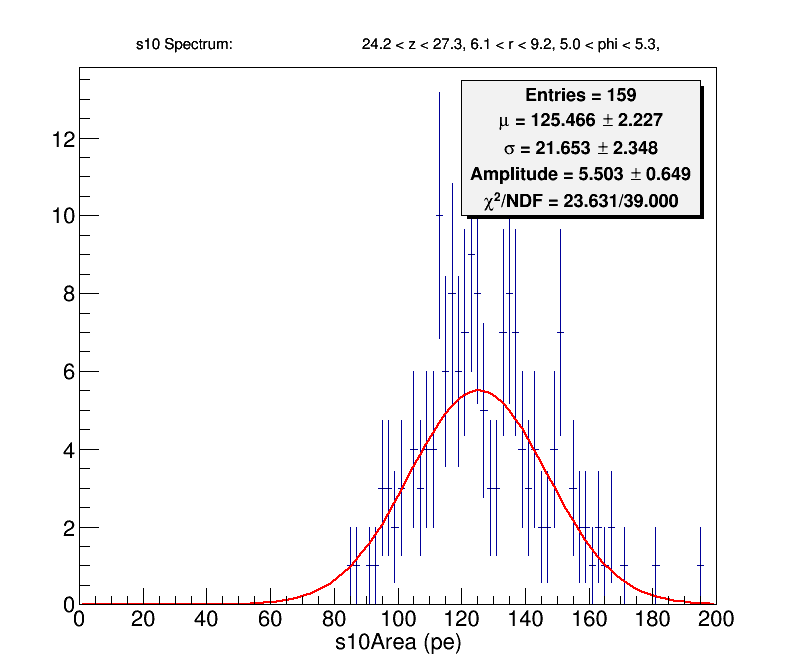 s10 Spectrum: 24.2 < z < 27.3, 6.1 < r < 9.2, 5.0 < phi < 5.3,
Entries = 159
μ = 125.466 ± 2.227
σ = 21.653 ± 2.348
Amplitude = 5.503 ± 0.649
χ²/NDF = 23.631/39.000
12
10
8
6
4
2
0
0 20 40 60 80 100 120 140 160 180 200
s10Area (pe)